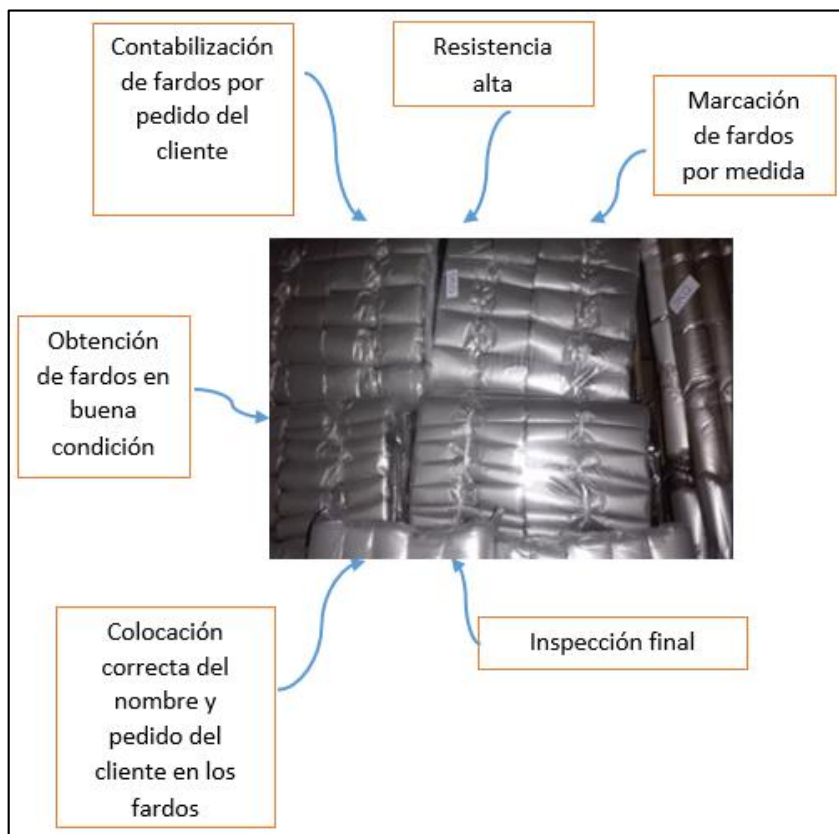 Contabilización
de fardos por
pedido del
cliente
Resistencia
alta
Marcación
de fardos
por medida
Obtención
de fardos en
buena
condición
Colocación
correcta del
nombre y
pedido del
cliente en los
fardos
Inspección final